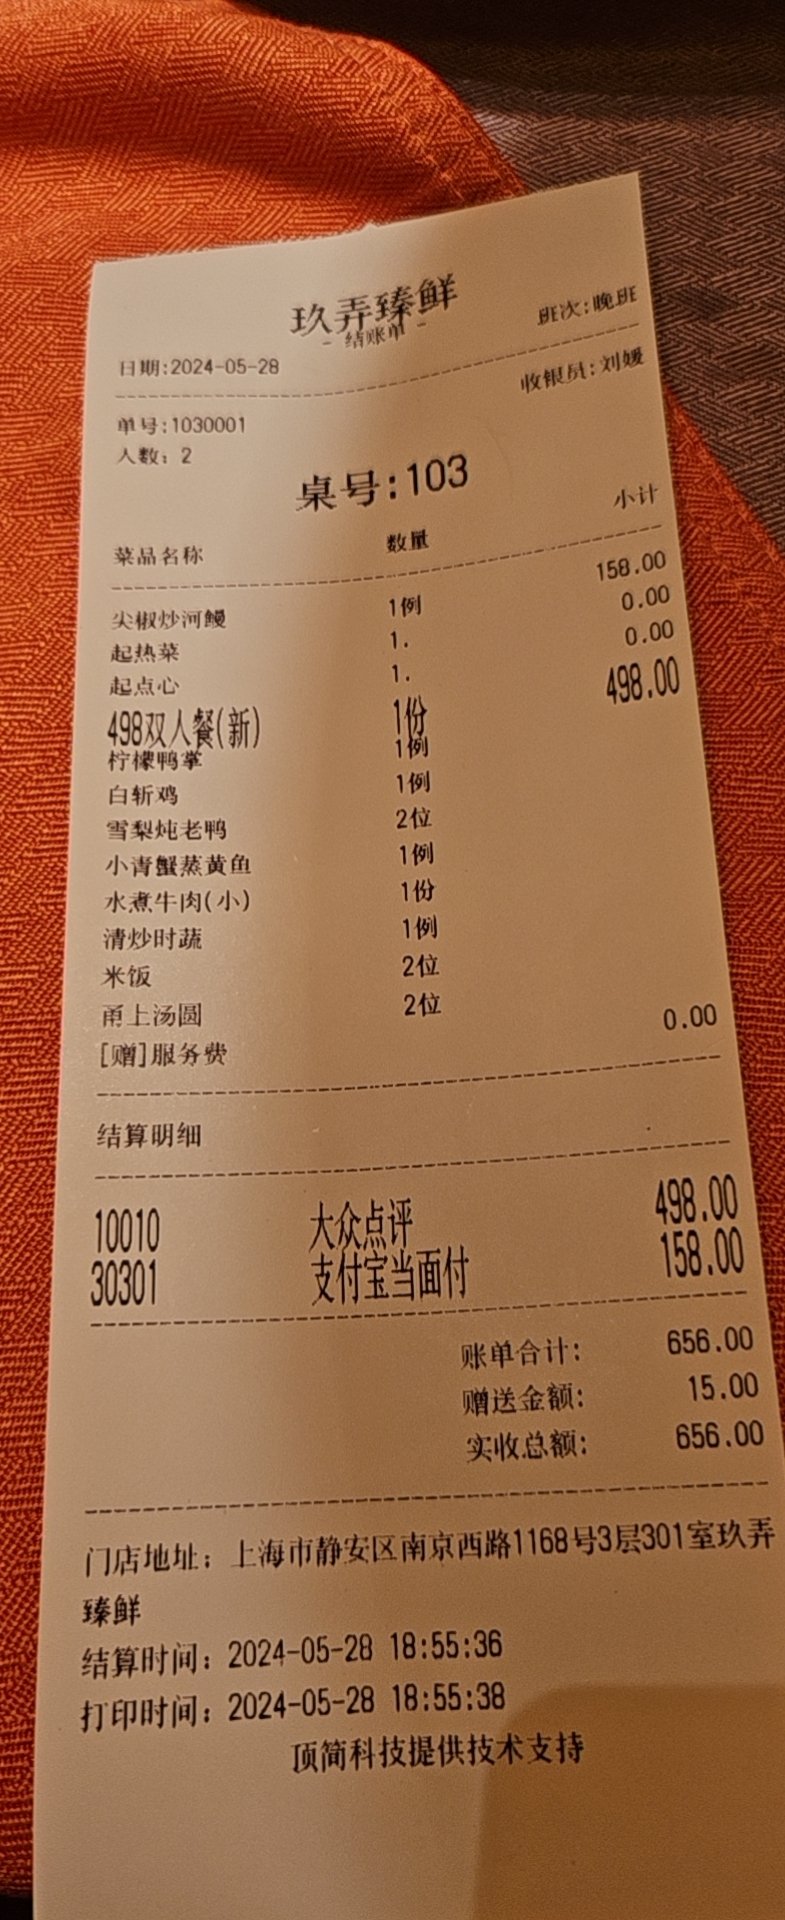 玖弄臻鲜
- 结账单 -
班次:晚班
日期:2024-05-28
收银员:刘媛
单号:1030001
人数: 2
桌号:103
菜品名称 数量 小计
尖椒炒河鳗 1例 158.00
起热菜 1. 0.00
起点心 1. 0.00
498双人餐(新) 1份 498.00
柠檬鸭掌 1例
白斩鸡 1例
雪梨炖老鸭 2位
小青蟹蒸黄鱼 1例
水煮牛肉(小) 1份
清炒时蔬 1例
米饭 2位
甬上汤圆 2位
[赠]服务费 0.00
结算明细
10010 大众点评 498.00
30301 支付宝当面付 158.00
账单合计: 656.00
赠送金额: 15.00
实收总额: 656.00
门店地址: 上海市静安区南京西路1168号3层301室玖弄
臻鲜
结算时间: 2024-05-28 18:55:36
打印时间: 2024-05-28 18:55:38
顶简科技提供技术支持